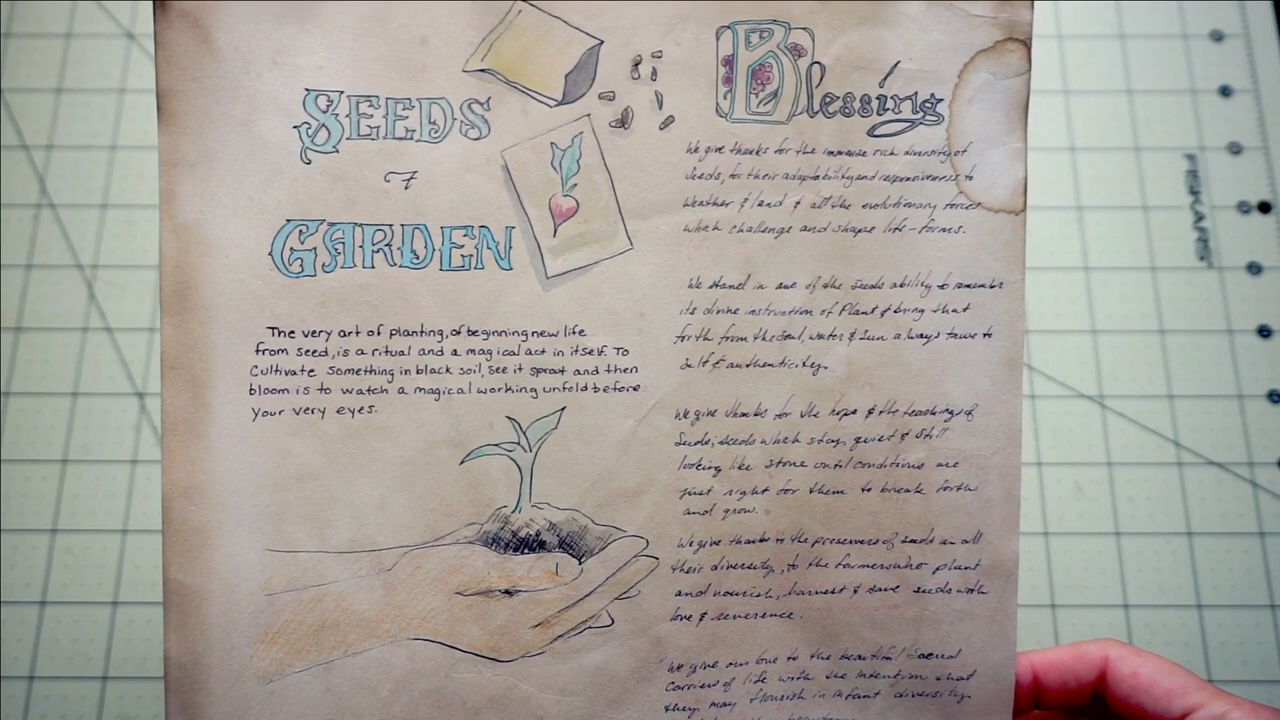 SEEDS
&
GARDEN
The very art of planting, of beginning new life
from seed, is a ritual and a magical act in itself. To
Cultivate something in black soil, see it sprout and then
bloom is to watch a magical working unfold before
your very eyes.
Blessing
We give thanks for the immense rich diversity of
Seeds, for their adaptability and responsiveness to
weather & land & all the evolutionary forces
which challenge and shape life-forms.
We stand in awe of the Seeds ability to remember
its divine instruction of Plant & bring that
forth from the Soul, water & Sun always to
Self & authenticity.
We give thanks for the hope & the teachings of
Seeds; seeds which stay quiet & still
looking like stone until conditions are
just right for them to break forth
and grow.
We give thanks to the preservers of seeds in all
their diversity, to the farmers who plant
and nourish, harvest & save seeds with
love & reverence.
We give our love to the beautiful Sacred
Carriers of life with the intention that
they may flourish in infant diversity
FISKARS